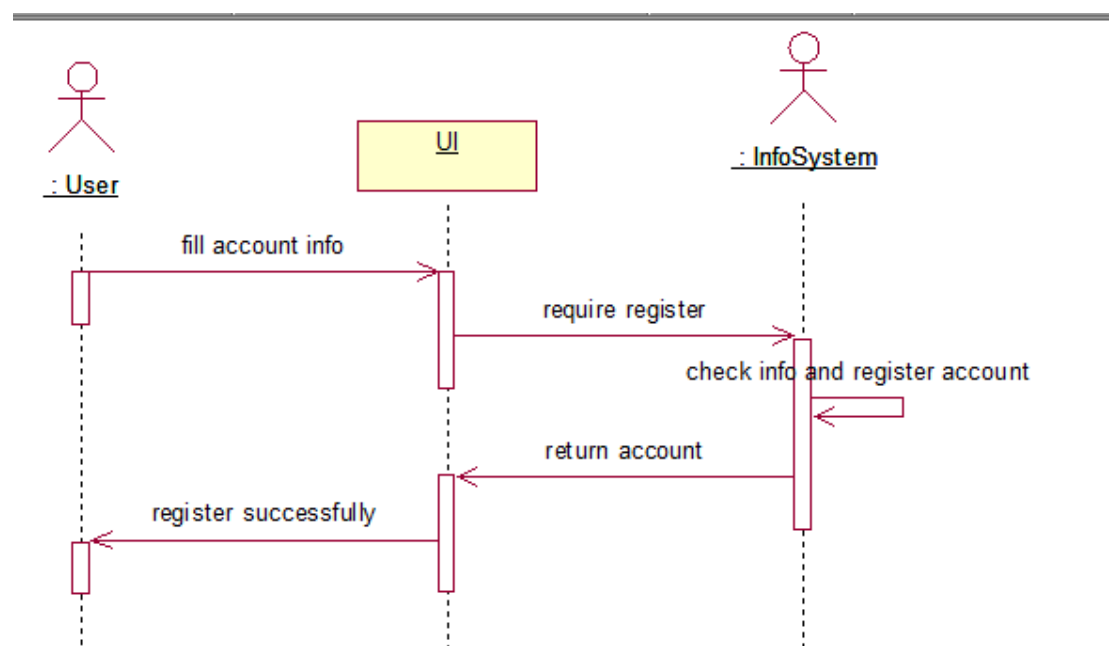 UI
: InfoSystem
: User
fill account info
require register
check info and register account
return account
register successfully